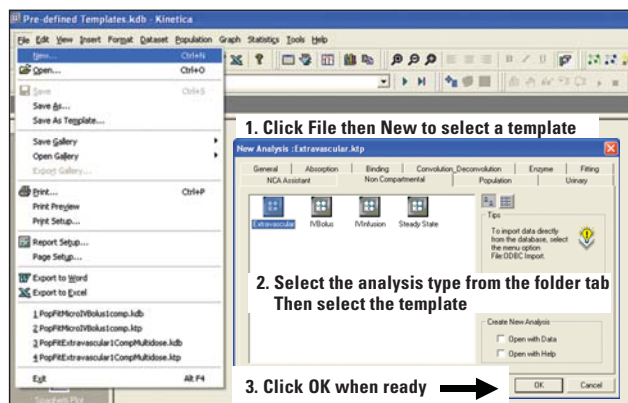 Pre-defined Templates.kdb - Kinetica
File Edit View Insert Format Dataset Population Graph Statistics Tools Help
New... Ctrl+N
Open... Ctrl+O
Save Ctrl+S
Save As...
Save As Template...
Save Gallery
Open Gallery
Export Gallery...
Print... Ctrl+P
Print Preview
Print Setup...
Report Setup...
Page Setup...
Export to Word
Export to Excel
1 PopFitMicroIVBolus1comp.kdb
2 PopFitMicroIVBolus1comp.ktp
3 PopFitExtravascular1CompMultidose.kdb
4 PopFitExtravascular1CompMultidose.ktp
Exit Alt F4
Spaghetti Plot
1. Click File then New to select a template
New Analysis :Extravascular.ktp
General Absorption Binding Convolution_Deconvolution Enzyme Fitting
NCA Assistant Non Compartmental Population Urinary
Extravascular IVBolus IVInfusion Steady State
Tips
To import data directly
from the database, select
the menu option
File:ODBC Import.
2. Select the analysis type from the folder tab
Then select the template
Create New Analysis
Open with Data
Open with Help
3. Click OK when ready
OK Cancel